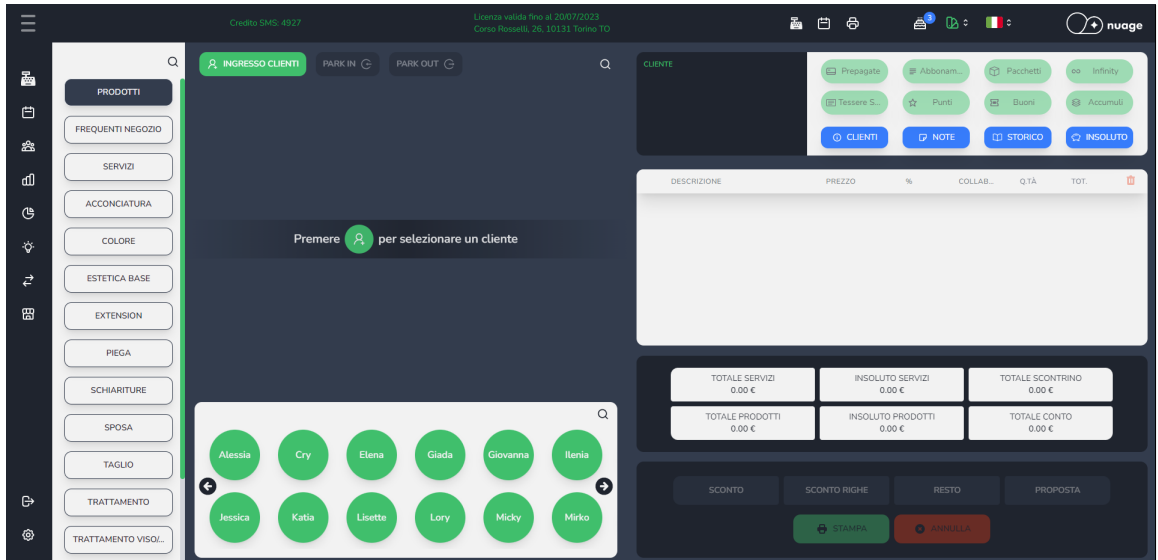 Credito SMS: 4927
Licenza valida fino al 20/07/2023
Corso Rosselli, 26, 10131 Torino TO
3
nuage
PRODOTTI
FREQUENTI NEGOZIO
SERVIZI
ACCONCIATURA
COLORE
ESTETICA BASE
EXTENSION
PIEGA
SCHIARITURE
SPOSA
TAGLIO
TRATTAMENTO
TRATTAMENTO VISO/...
INGRESSO CLIENTI
PARK IN
PARK OUT
Premere per selezionare un cliente
Alessia
Cry
Elena
Giada
Giovanna
Ilenia
Jessica
Katia
Lisette
Lory
Micky
Mirko
CLIENTE
Prepagate
Abbonam...
Pacchetti
Infinity
Tessere S...
Punti
Buoni
Accumuli
CLIENTI
NOTE
STORICO
INSOLUTO
DESCRIZIONE PREZZO % COLLAB... Q.TÀ TOT.
TOTALE SERVIZI
0.00 €
INSOLUTO SERVIZI
0.00 €
TOTALE SCONTRINO
0.00 €
TOTALE PRODOTTI
0.00 €
INSOLUTO PRODOTTI
0.00 €
TOTALE CONTO
0.00 €
SCONTO
SCONTO RIGHE
RESTO
PROPOSTA
STAMPA
ANNULLA